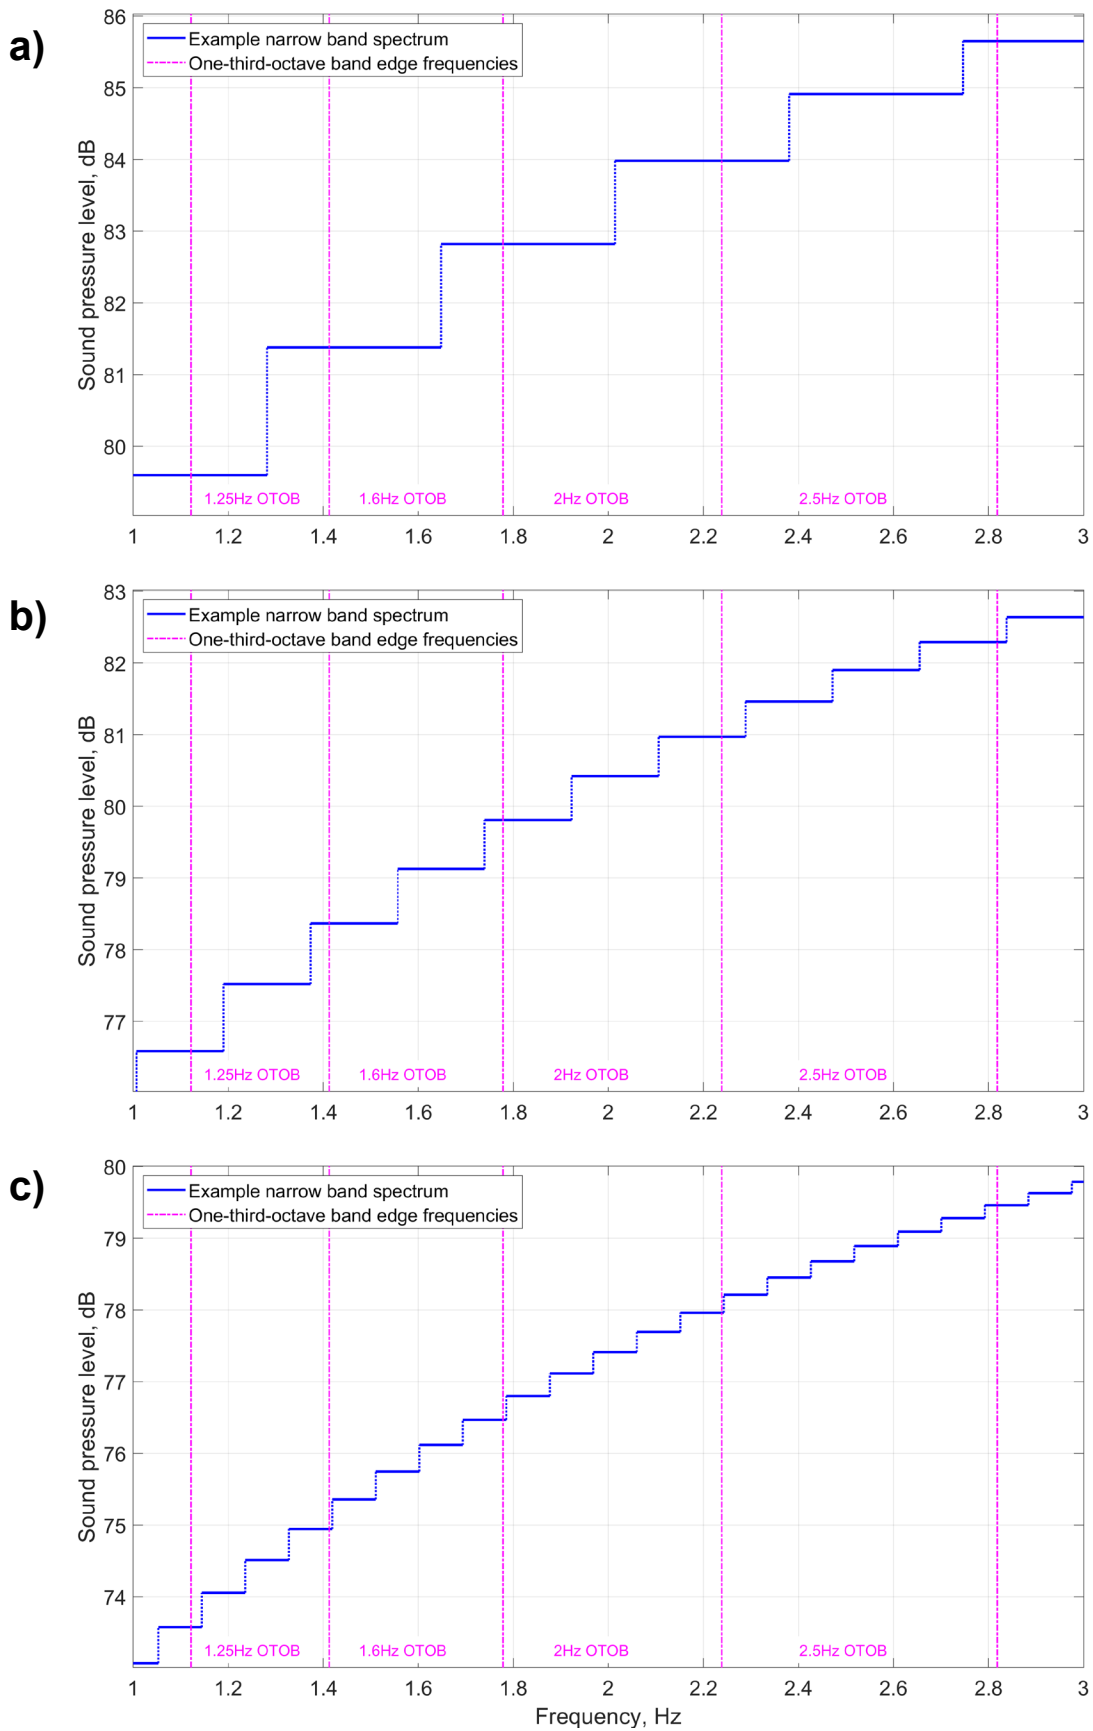 a)
86
85
84
83
82
81
80
Sound pressure level, dB
Example narrow band spectrum
One-third-octave band edge frequencies
1.25Hz OTOB 1.6Hz OTOB 2Hz OTOB 2.5Hz OTOB
1 1.2 1.4 1.6 1.8 2 2.2 2.4 2.6 2.8 3
b)
83
82
81
80
79
78
77
Sound pressure level, dB
Example narrow band spectrum
One-third-octave band edge frequencies
1.25Hz OTOB 1.6Hz OTOB 2Hz OTOB 2.5Hz OTOB
1 1.2 1.4 1.6 1.8 2 2.2 2.4 2.6 2.8 3
c)
80
79
78
77
76
75
74
Sound pressure level, dB
Example narrow band spectrum
One-third-octave band edge frequencies
1.25Hz OTOB 1.6Hz OTOB 2Hz OTOB 2.5Hz OTOB
1 1.2 1.4 1.6 1.8 2 2.2 2.4 2.6 2.8 3
Frequency, Hz